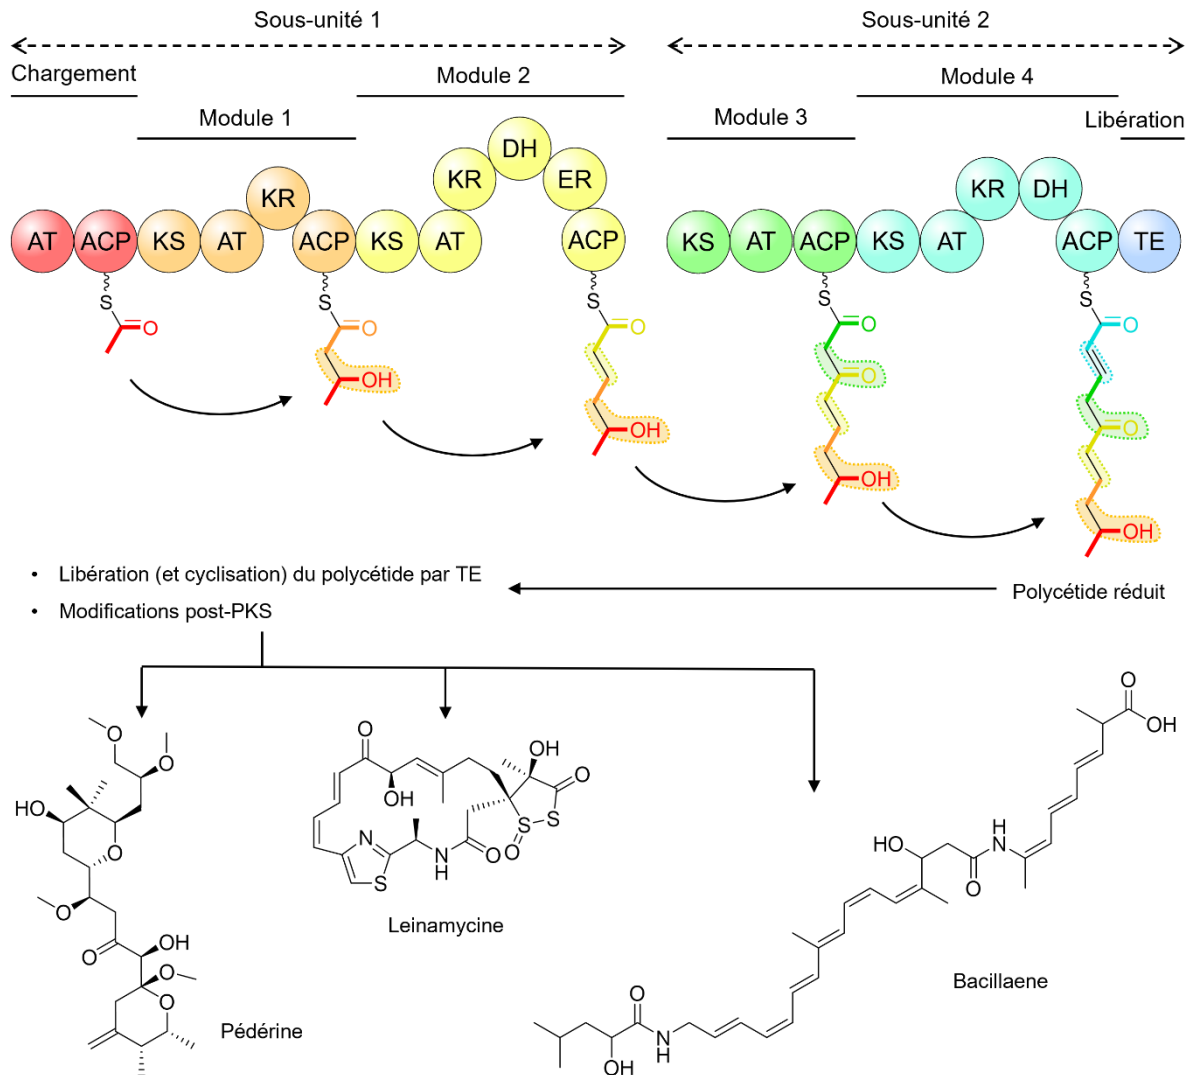 Sous-unité 1
Sous-unité 2
Chargement
Module 2
Module 4
Module 1
Module 3
Libération
AT
ACP
KS
AT
KR
ACP
KS
AT
KR
DH
ER
ACP
KS
AT
ACP
KS
AT
KR
DH
ACP
TE
S
O
S
O
OH
S
O
OH
S
O
O
OH
S
O
O
OH
• Libération (et cyclisation) du polycétide par TE
• Modifications post-PKS
Polycétide réduit
O
O
HO
O
O
O
OH
O
O
Pédérine
O
OH
OH
O
S
S
O
N
S
N
H
O
Leinamycine
O
OH
HO
H
N
O
O
N
H
OH
Bacillaene